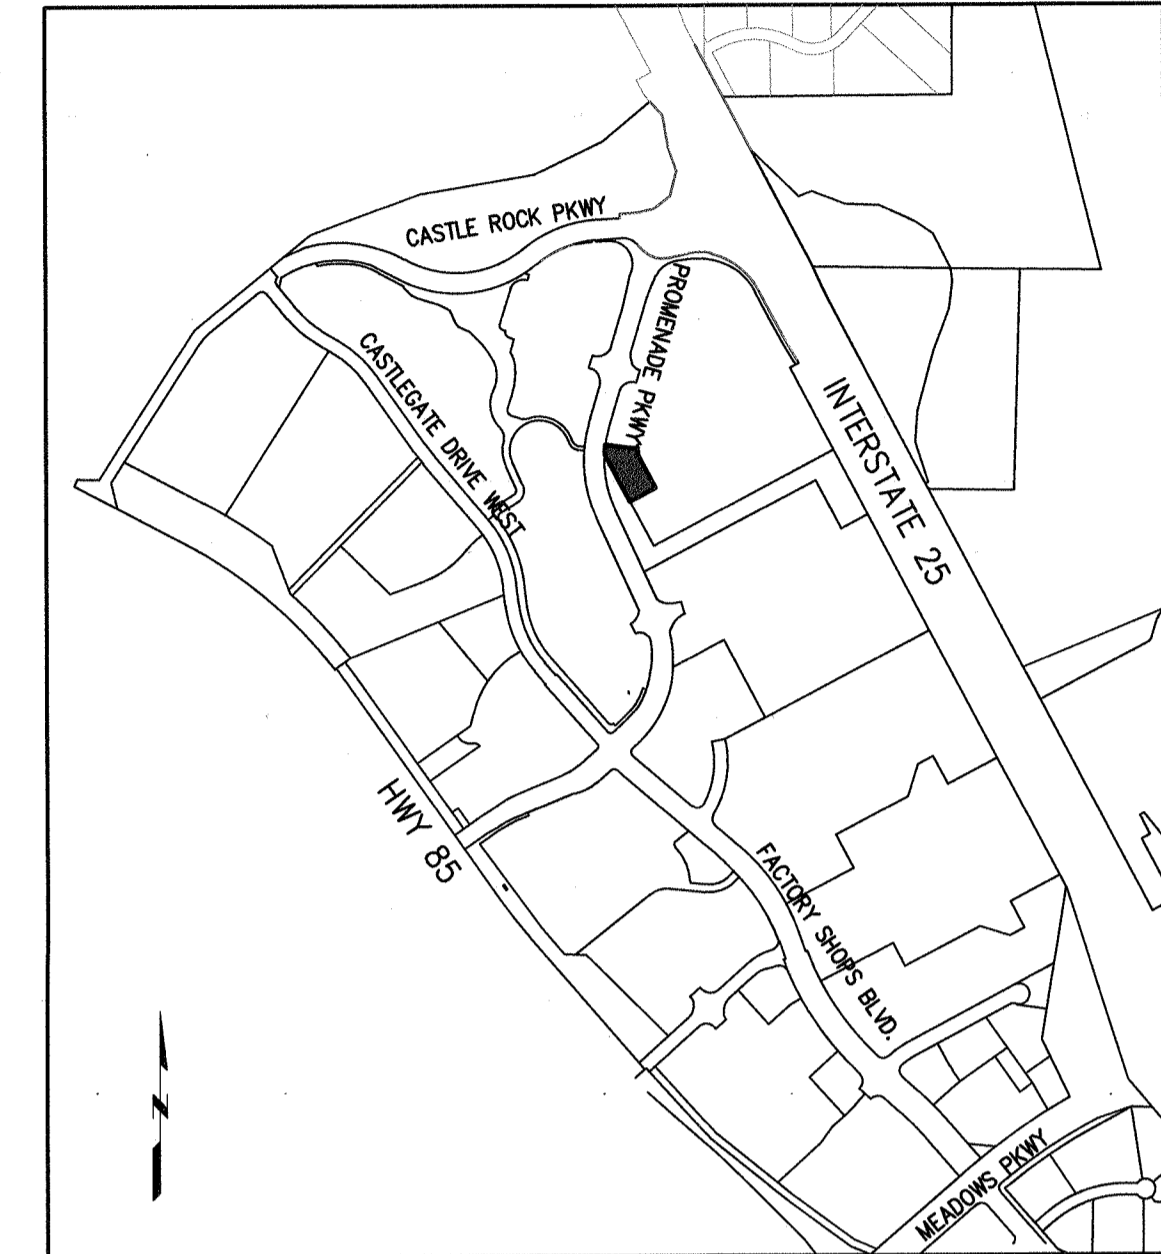 CASTLE ROCK PKWY
PROMENADE PKWY
CASTLEGATE DRIVE WEST
INTERSTATE 25
HWY 85
FACTORY SHOPS BLVD.
MEADOWS PKWY
N